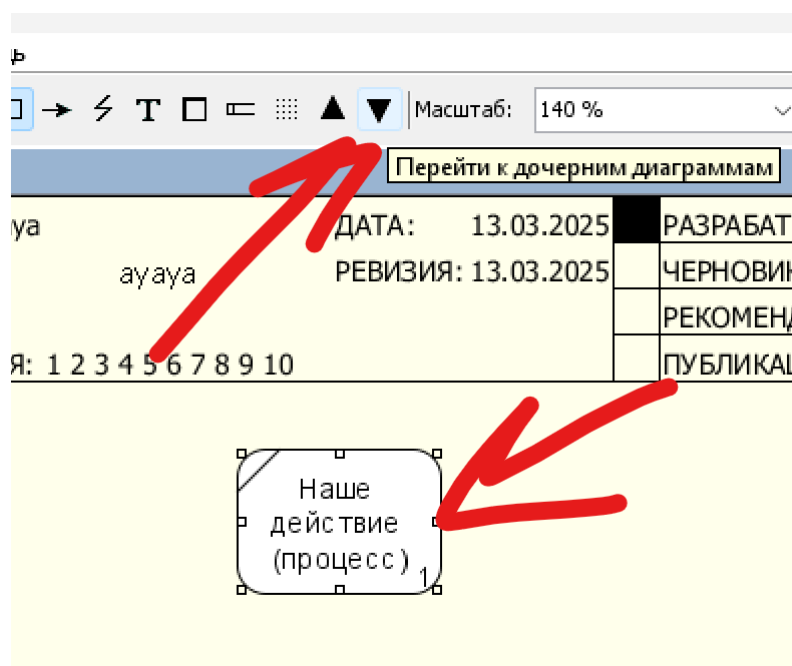 ь
T Масштаб: 140 %
Перейти к дочерним диаграммам
ya ДАТА: 13.03.2025 РАЗРАБАТ
ayaya РЕВИЗИЯ: 13.03.2025 ЧЕРНОВИК
РЕКОМЕНД
Я: 1 2 3 4 5 6 7 8 9 10 ПУБЛИКАЦ
Наше
действие
(процесс)
1